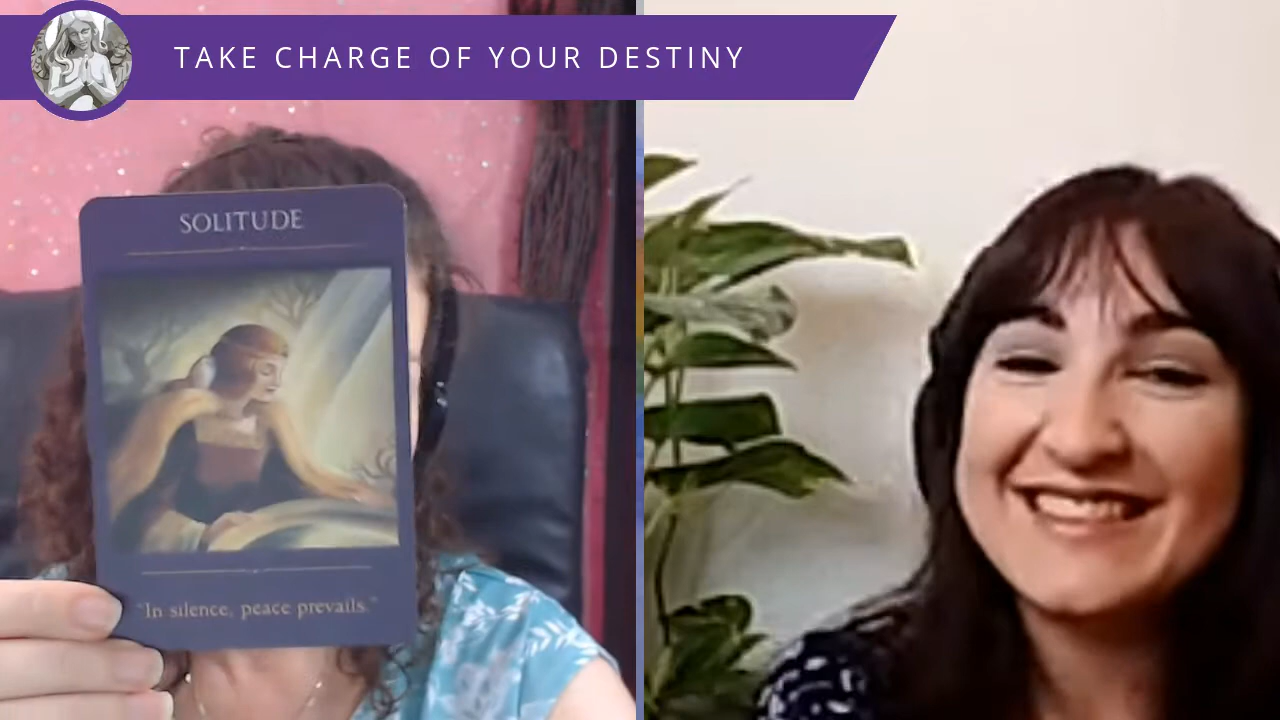 TAKE CHARGE OF YOUR DESTINY
SOLITUDE
"In silence, peace prevails."